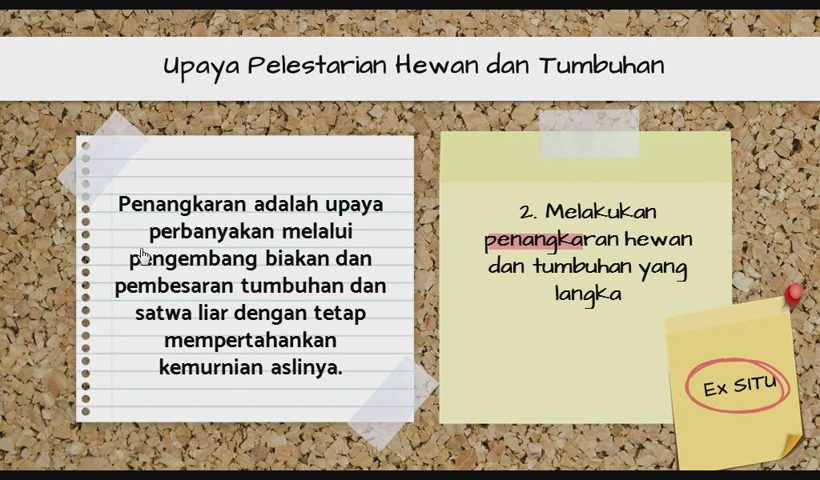 Upaya Pelestarian Hewan dan Tumbuhan
Penangkaran adalah upaya
perbanyakan melalui
pengembang biakan dan
pembesaran tumbuhan dan
satwa liar dengan tetap
mempertahankan
kemurnian aslinya.
2. Melakukan
penangkaran hewan
dan tumbuhan yang
langka
Ex SITU